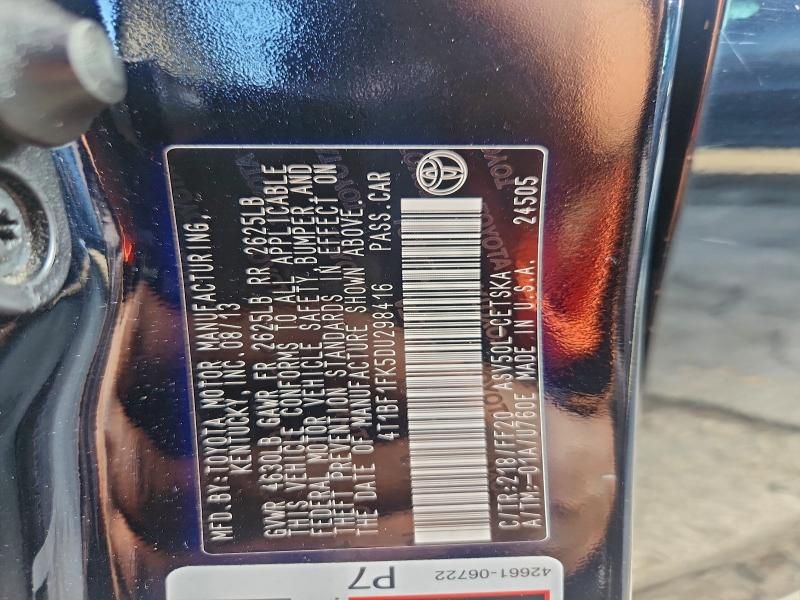 MFD.BY:TOYOTA MOTOR MANUFACTURING,
KENTUCKY, INC. 08/13
GVWR 4630LB GAWR FR 2625LB RR 2625LB
THIS VEHICLE CONFORMS TO ALL APPLICABLE
FEDERAL MOTOR VEHICLE SAFETY, BUMPER, AND
THEFT PREVENTION STANDARDS IN EFFECT ON
THE DATE OF MANUFACTURE SHOWN ABOVE.
4T1BF1FK5DU298416 PASS.CAR
C/TR:218/FF20 ASV50L-CETSKA
A/TM:-01A/U760E MADE IN U.S.A. 24505
42661-06722
P7